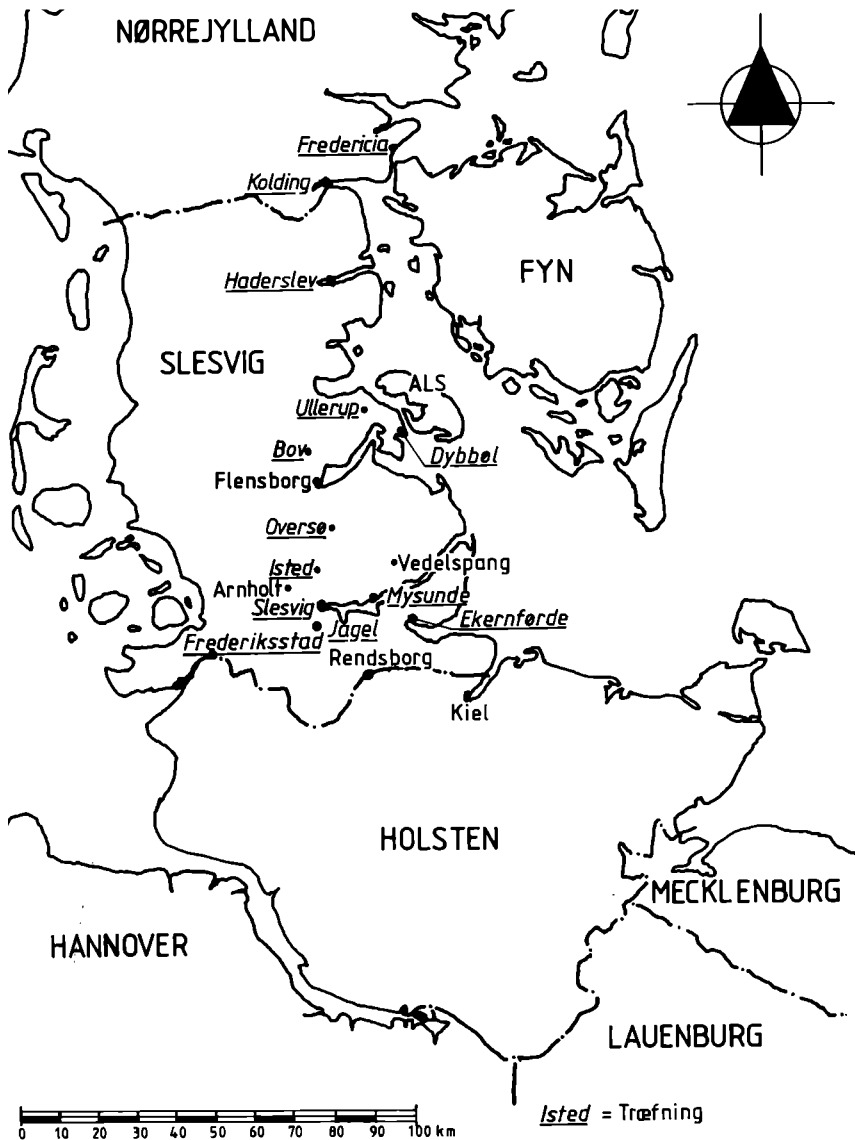 NØRREJYLLAND
Fredericia
Kolding
Haderslev
FYN
SLESVIG
ALS
Ullerup
Bov
Dybbøl
Flensborg
Oversø
Isted
Vedelspang
Arnholt
Mysunde
Slesvig
Ekernførde
Jagel
Frederiksstad
Rendsborg
Kiel
HOLSTEN
MECKLENBURG
HANNOVER
LAUENBURG
Isted = Træfning
0 10 20 30 40 50 60 70 80 90 100 km